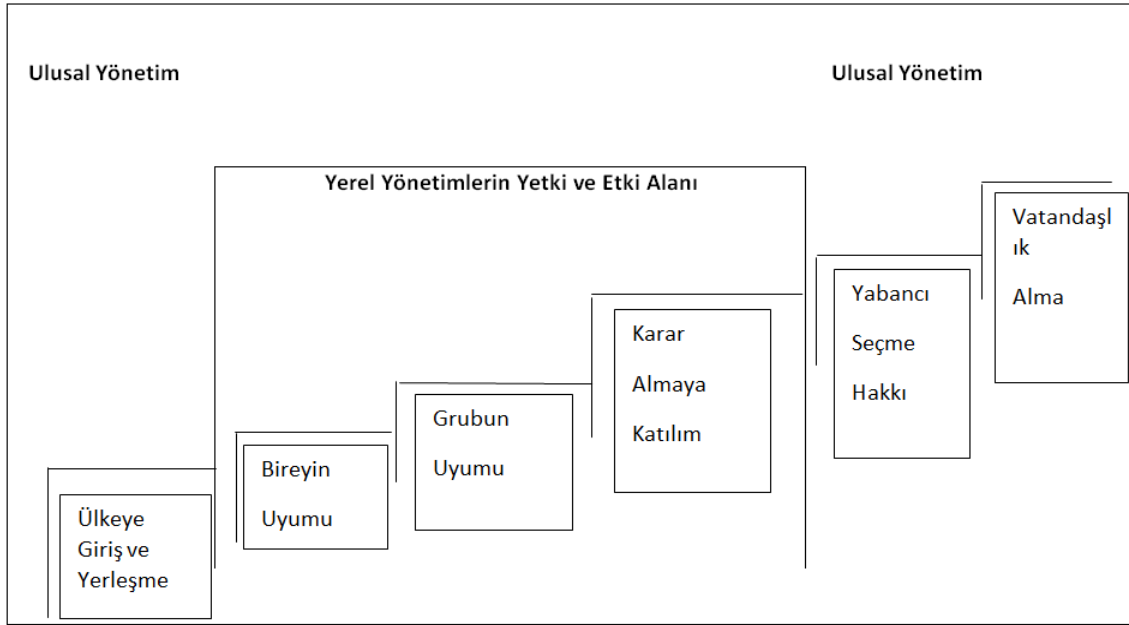 Ulusal Yönetim
Ulusal Yönetim
Yerel Yönetimlerin Yetki ve Etki Alanı
Ülkeye
Giriş ve
Yerleşme
Bireyin
Uyumu
Grubun
Uyumu
Karar
Almaya
Katılım
Yabancı
Seçme
Hakkı
Vatandaşl
ık
Alma